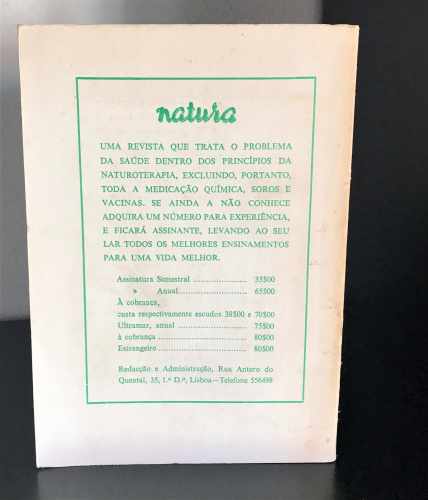 natura
UMA REVISTA QUE TRATA O PROBLEMA
DA SAÚDE DENTRO DOS PRINCÍPIOS DA
NATUROTERAPIA, EXCLUINDO, PORTANTO,
TODA A MEDICAÇÃO QUÍMICA, SOROS E
VACINAS. SE AINDA A NÃO CONHECE
ADQUIRA UM NÚMERO PARA EXPERIÊNCIA,
E FICARÁ ASSINANTE, LEVANDO AO SEU
LAR TODOS OS MELHORES ENSINAMENTOS
PARA UMA VIDA MELHOR.
Assinatura Semestral .................... 35$00
» Anual......................... 65$00
À cobrança,
custa respectivamente escudos 38$00 e 70$00
Ultramar, anual ......................... 75$00
à cobrança ................................ 80$00
Estrangeiro ................................ 80$00
Redacção e Administração, Rua Antero do
Quental, 35, 1.º D.º, Lisboa—Telefone 556498